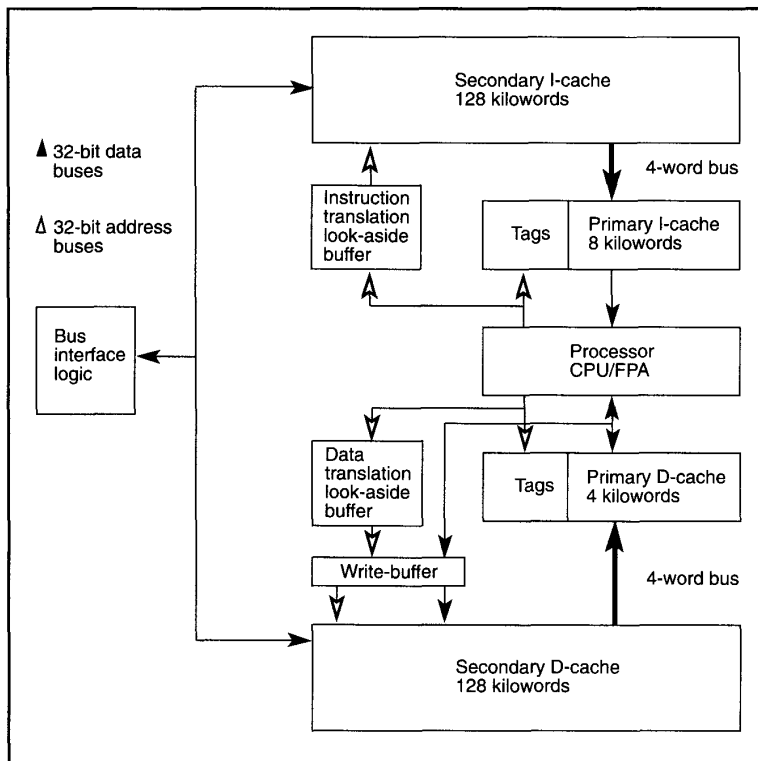 Secondary I-cache
128 kilowords
32-bit data
buses
4-word bus
32-bit address
buses
Instruction
translation
look-aside
buffer
Tags
Primary I-cache
8 kilowords
Bus
interface
logic
Processor
CPU/FPA
Data
translation
look-aside
buffer
Tags
Primary D-cache
4 kilowords
Write-buffer
4-word bus
Secondary D-cache
128 kilowords